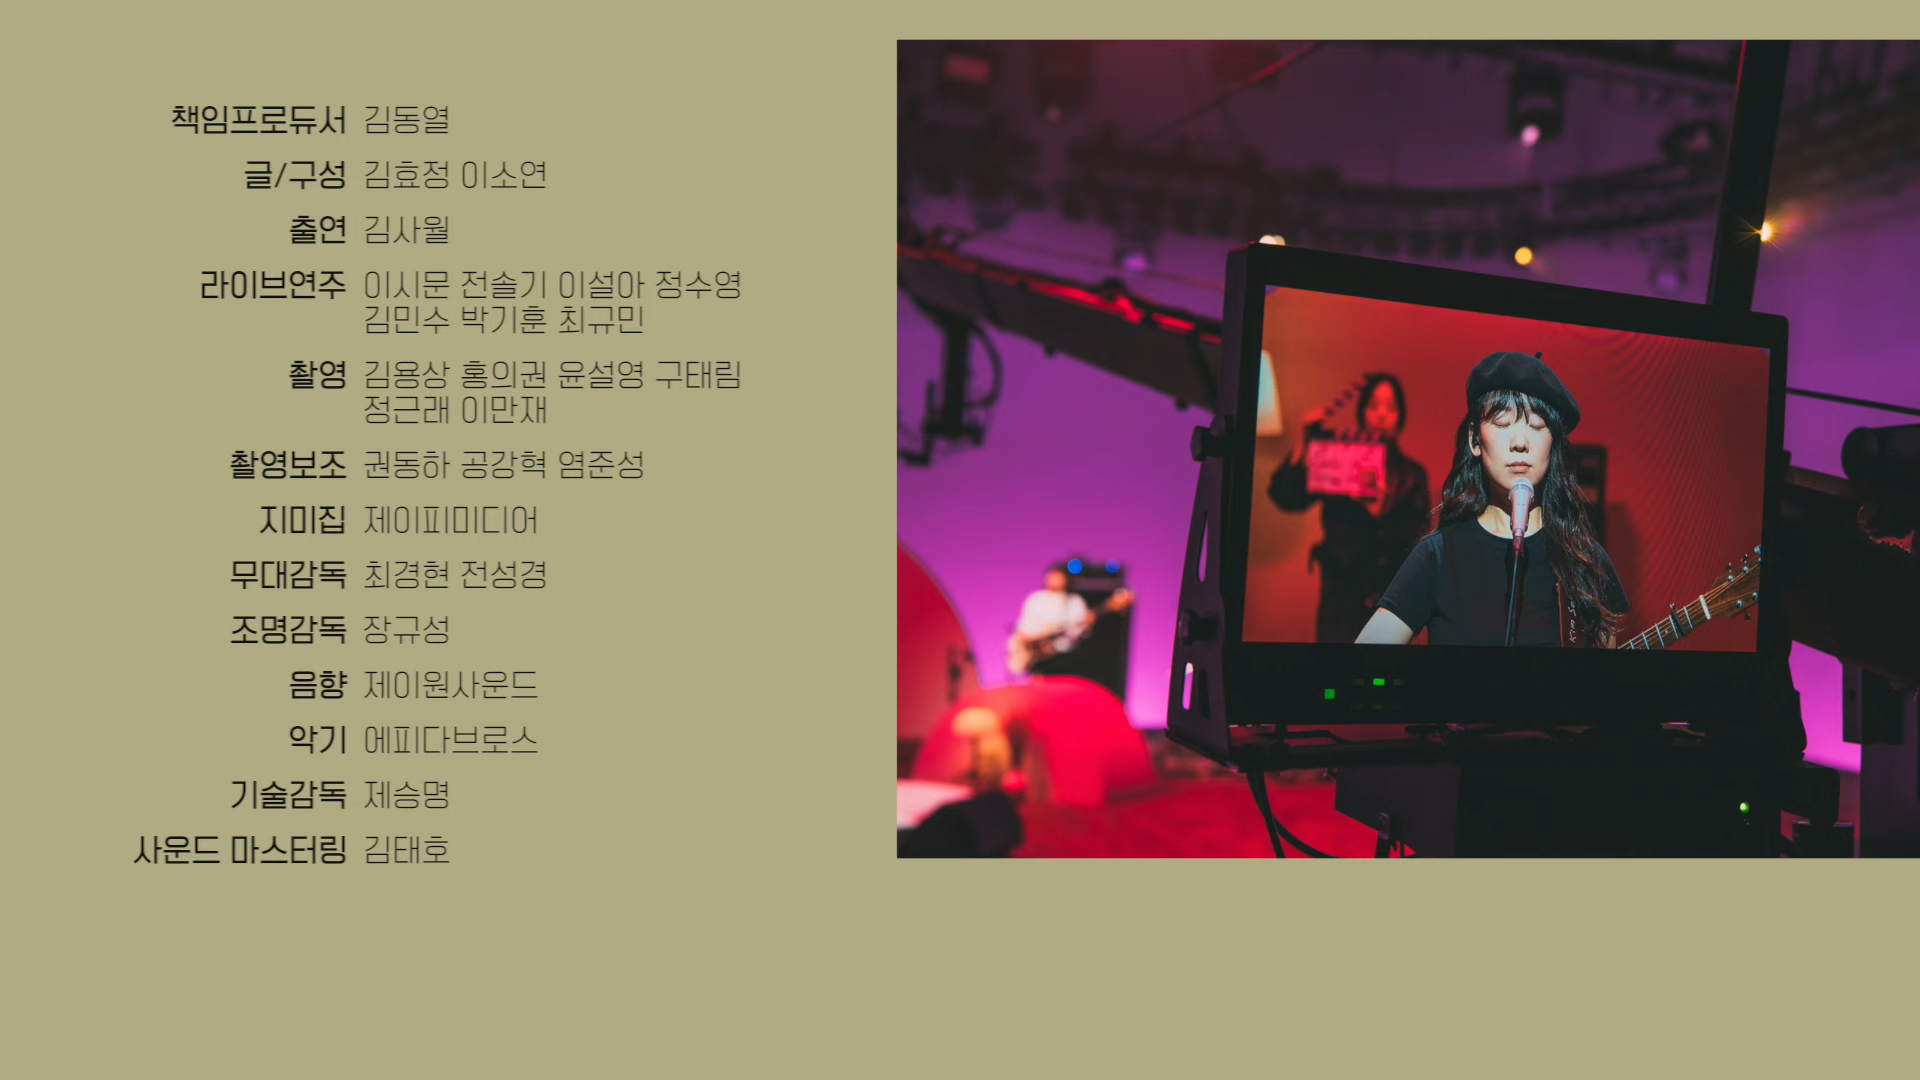 책임프로듀서 김동열
글/구성 김효정 이소연
출연 김사월
라이브연주 이시문 전솔기 이설아 정수영
김민수 박기훈 최규민
촬영 김용상 홍의권 윤설영 구태림
정근래 이만재
촬영보조 권동하 공강혁 염준성
지미집 제이피미디어
무대감독 최경현 전성경
조명감독 장규성
음향 제이원사운드
악기 에피다브로스
기술감독 제승명
사운드 마스터링 김태호